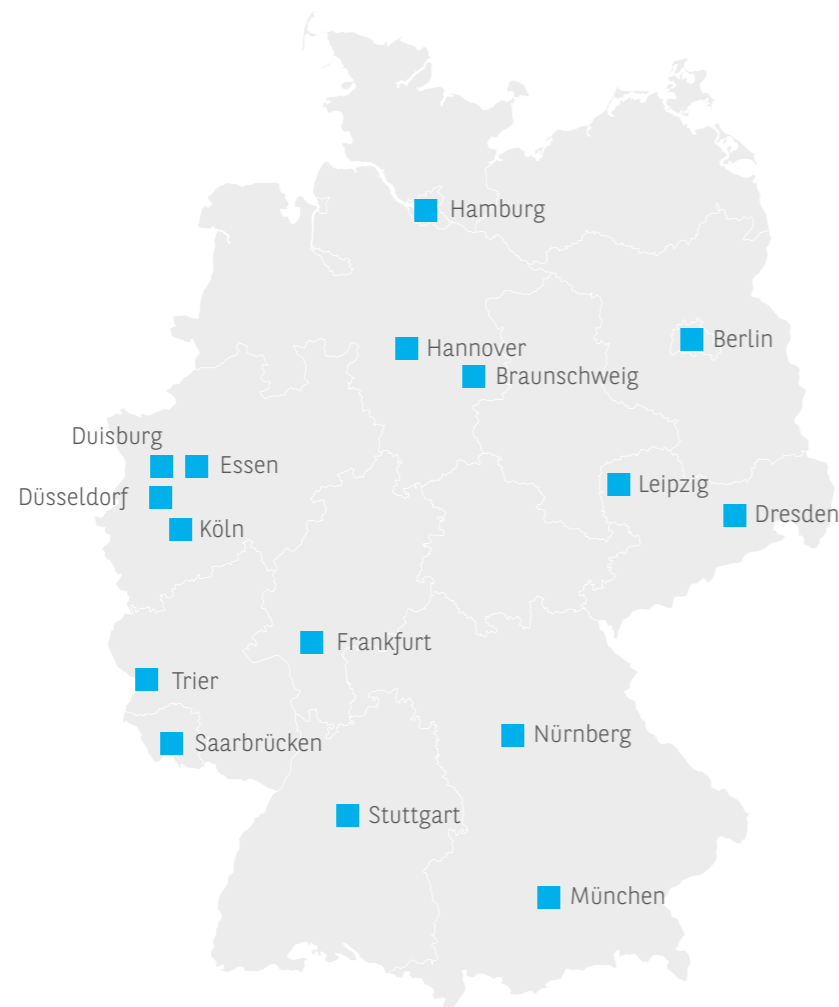 Hamburg
Berlin
Hannover
Braunschweig
Duisburg
Essen
Leipzig
Düsseldorf
Dresden
Köln
Frankfurt
Trier
Nürnberg
Saarbrücken
Stuttgart
München